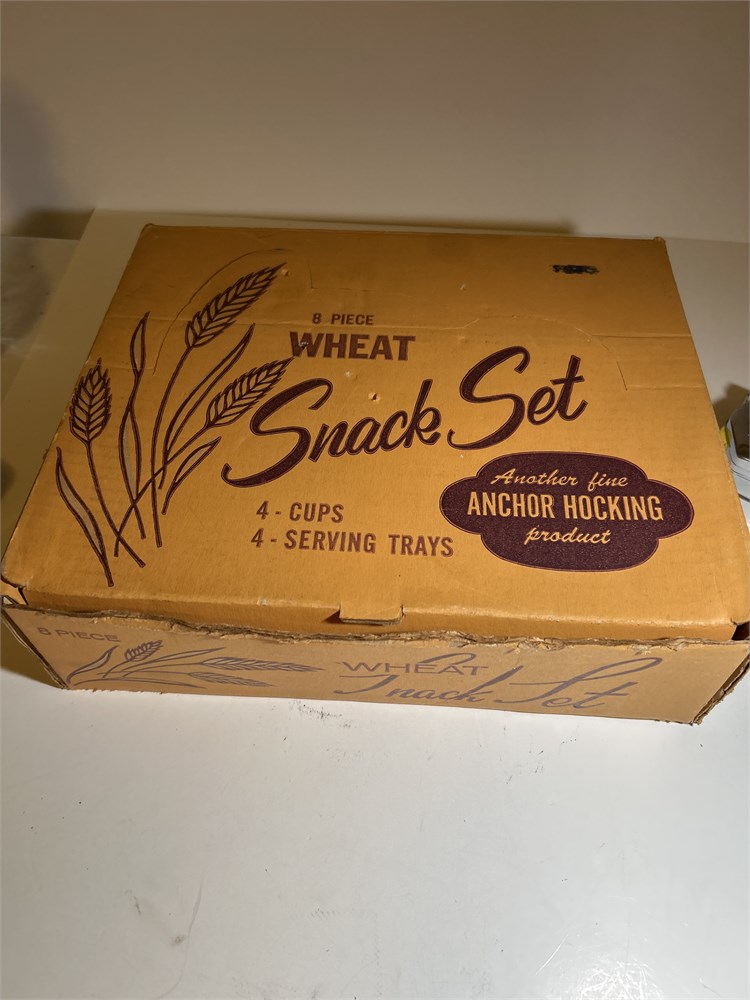 8 PIECE
WHEAT
Snack Set
4 - CUPS
4 - SERVING TRAYS
Another fine
ANCHOR HOCKING
product
8 PIECE
WHEAT
Snack Set